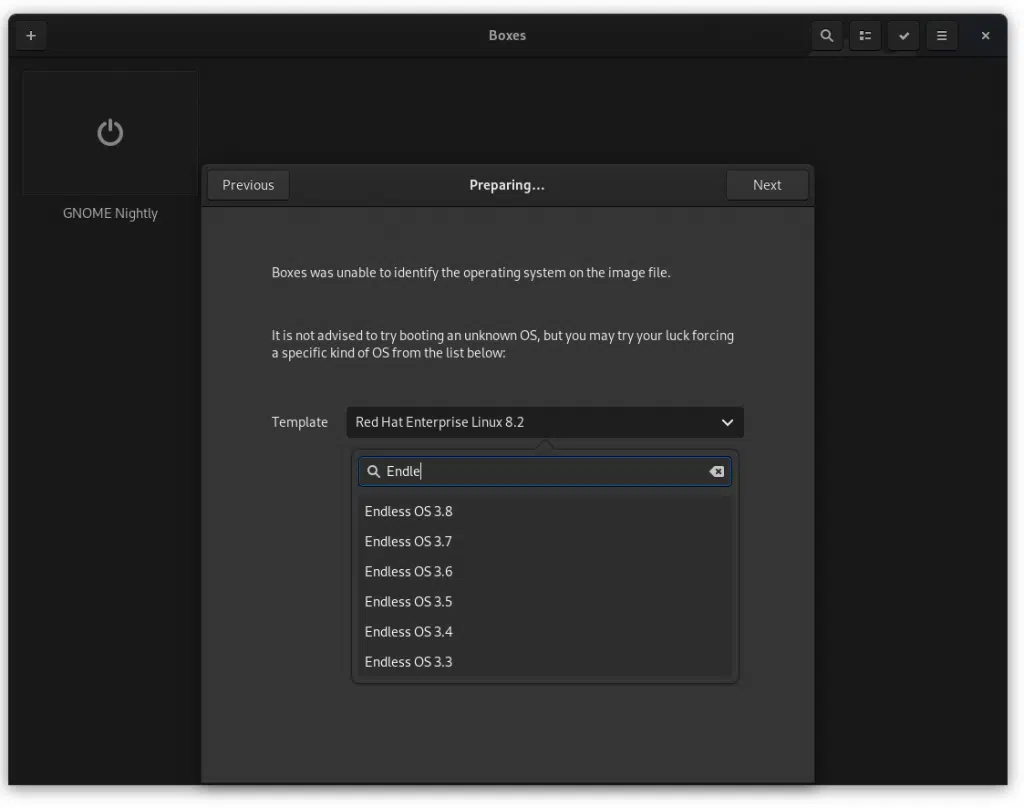 Boxes
GNOME Nightly
Previous
Preparing...
Next
Boxes was unable to identify the operating system on the image file.
It is not advised to try booting an unknown OS, but you may try your luck forcing
a specific kind of OS from the list below:
Template
Red Hat Enterprise Linux 8.2
Endle
Endless OS 3.8
Endless OS 3.7
Endless OS 3.6
Endless OS 3.5
Endless OS 3.4
Endless OS 3.3